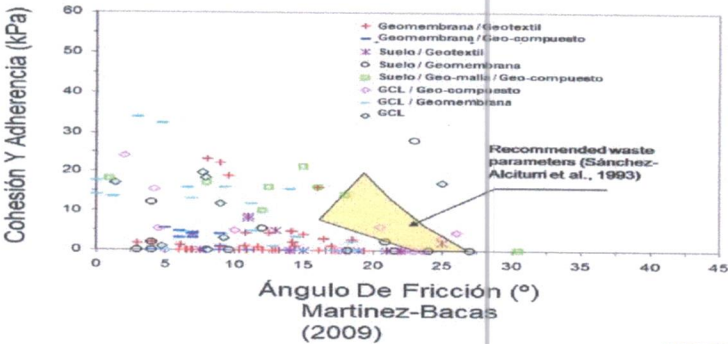 Cohesión Y Adherencia (kPa)
60
50
40
30
20
10
0
Geomembrana / Geotextil
Geomembrana / Geo-compuesto
Suelo / Geotextil
Suelo / Geomembrana
Suelo / Geo-malla / Geo-compuesto
GCL / Geo-compuesto
GCL / Geomembrana
GCL
Recommended waste
parameters (Sánchez-
Alciturri et al., 1993)
0 5 10 15 20 25 30 35 40 45
Ángulo De Fricción (º)
Martinez-Bacas
(2009)